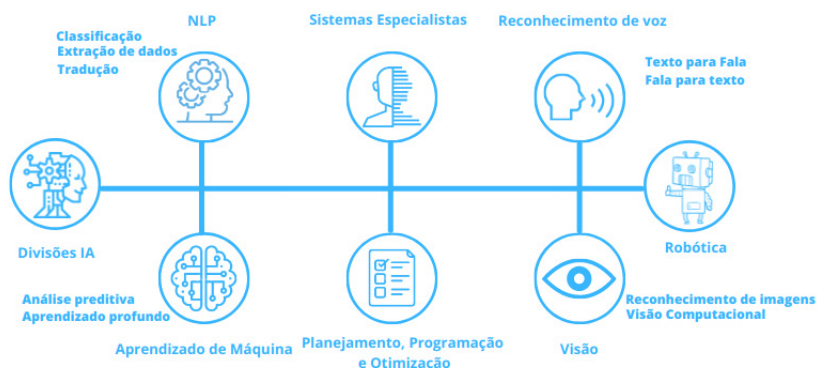 NLP
Sistemas Especialistas
Reconhecimento de voz
Classificação
Extração de dados
Tradução
Texto para Fala
Fala para texto
Divisões IA
Robótica
Análise preditiva
Aprendizado profundo
Reconhecimento de imagens
Visão Computacional
Aprendizado de Máquina
Planejamento, Programação
e Otimização
Visão